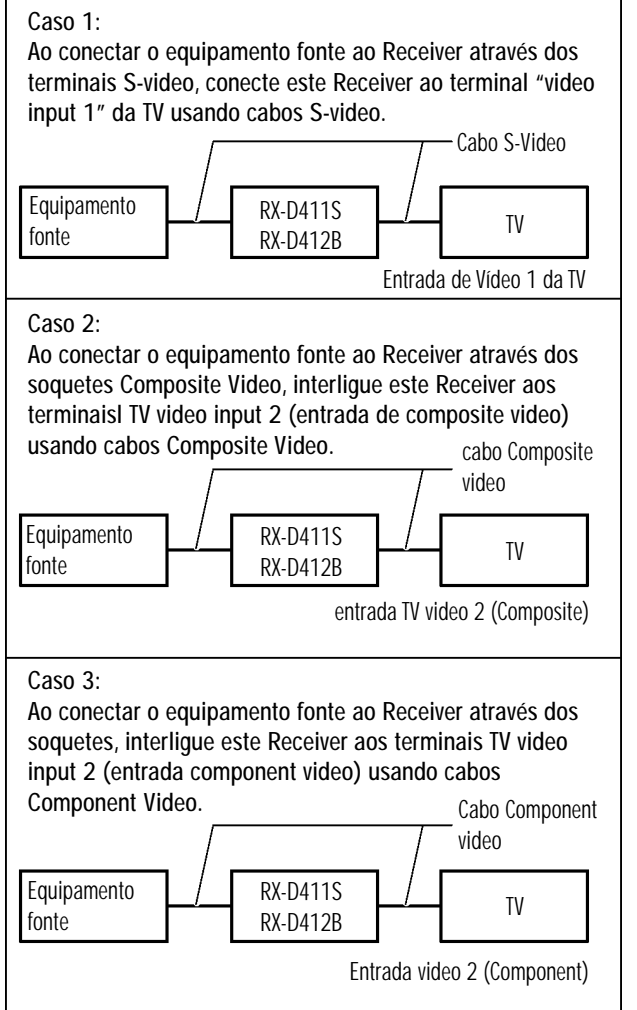 Caso 1:
Ao conectar o equipamento fonte ao Receiver através dos
terminais S-video, conecte este Receiver ao terminal “video
input 1” da TV usando cabos S-video.
Cabo S-Video
Equipamento
fonte
RX-D411S
RX-D412B
TV
Entrada de Vídeo 1 da TV
Caso 2:
Ao conectar o equipamento fonte ao Receiver através dos
soquetes Composite Video, interligue este Receiver aos
terminaisl TV video input 2 (entrada de composite video)
usando cabos Composite Video.
cabo Composite
video
Equipamento
fonte
RX-D411S
RX-D412B
TV
entrada TV video 2 (Composite)
Caso 3:
Ao conectar o equipamento fonte ao Receiver através dos
soquetes, interligue este Receiver aos terminais TV video
input 2 (entrada component video) usando cabos
Component Video.
Cabo Component
video
Equipamento
fonte
RX-D411S
RX-D412B
TV
Entrada video 2 (Component)